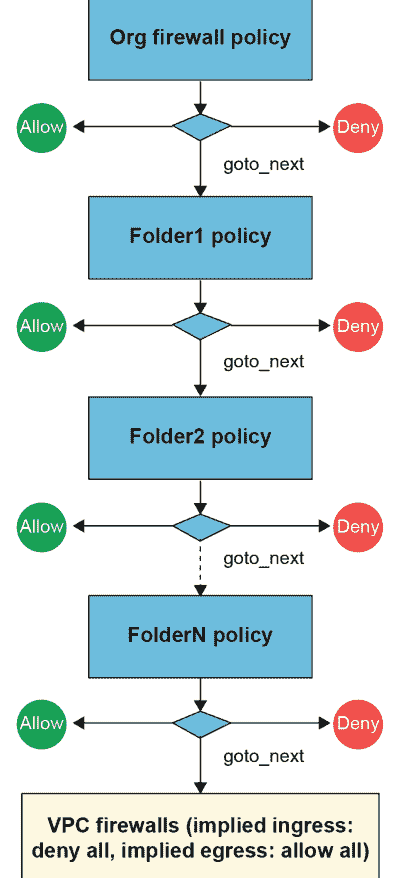 Org firewall policy
Allow
Deny
goto_next
Folder1 policy
Allow
Deny
goto_next
Folder2 policy
Allow
Deny
goto_next
FolderN policy
Allow
Deny
goto_next
VPC firewalls (implied ingress:
deny all, implied egress: allow all)